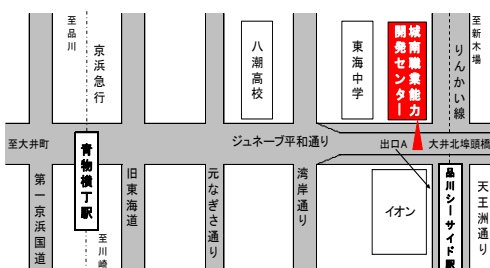 至品川
京浜急行
八潮高校
東海中学
城南職業能力
開発センター
りんかい線
至新木場
至大井町
青物横丁駅
ジュネーブ平和通り
出口A
大井北埠頭橋
第一京浜国道
至川崎
旧東海道
元なぎさ通り
湾岸通り
イオン
品川シーサイド駅
天王洲通り